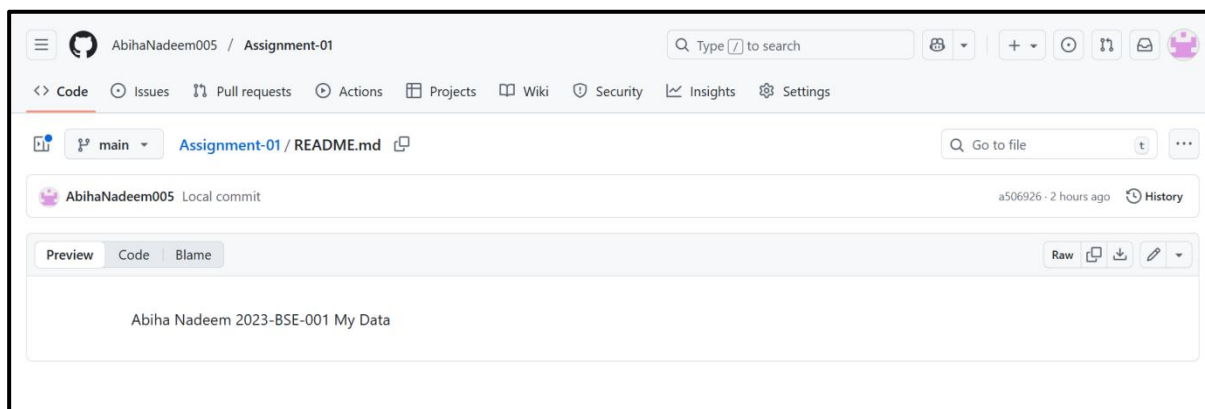 AbihaNadeem005 / Assignment-01 Type / to search
Code Issues Pull requests Actions Projects Wiki Security Insights Settings
main Assignment-01 / README.md Go to file t
AbihaNadeem005 Local commit a506926 · 2 hours ago History
Preview Code Blame Raw
Abiha Nadeem 2023-BSE-001 My Data